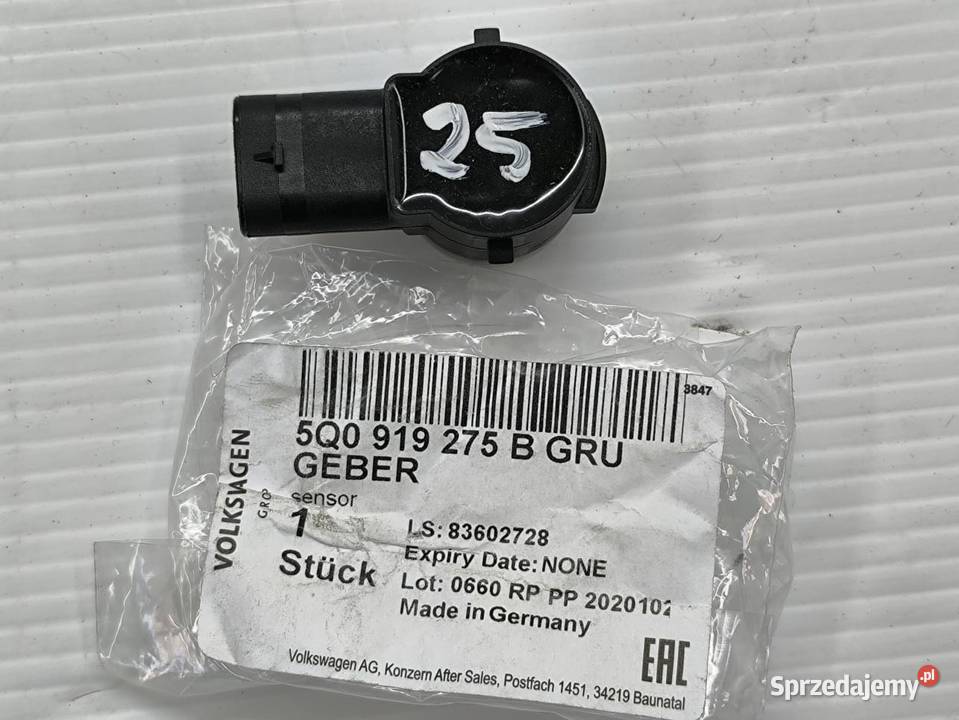 25
3847
5Q0 919 275 B GRU
GEBER
sensor
1
Stück
LS: 83602728
Expiry Date: NONE
Lot: 0660 RP PP 2020102
Made in Germany
VOLKSWAGEN
GRO
EAC
Volkswagen AG, Konzern After Sales, Postfach 1451, 34219 Baunatal
Sprzedajemy.pl